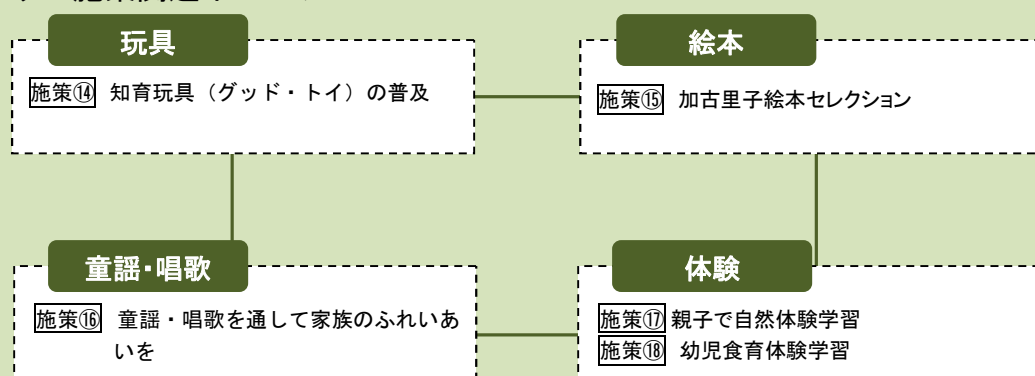 玩具
施策⑭ 知育玩具（グッド・トイ）の普及
絵本
施策⑮ 加古里子絵本セレクション
童謡・唱歌
施策⑯ 童謡・唱歌を通して家族のふれいあ
いを
体験
施策⑰親子で自然体験学習
施策⑱ 幼児食育体験学習